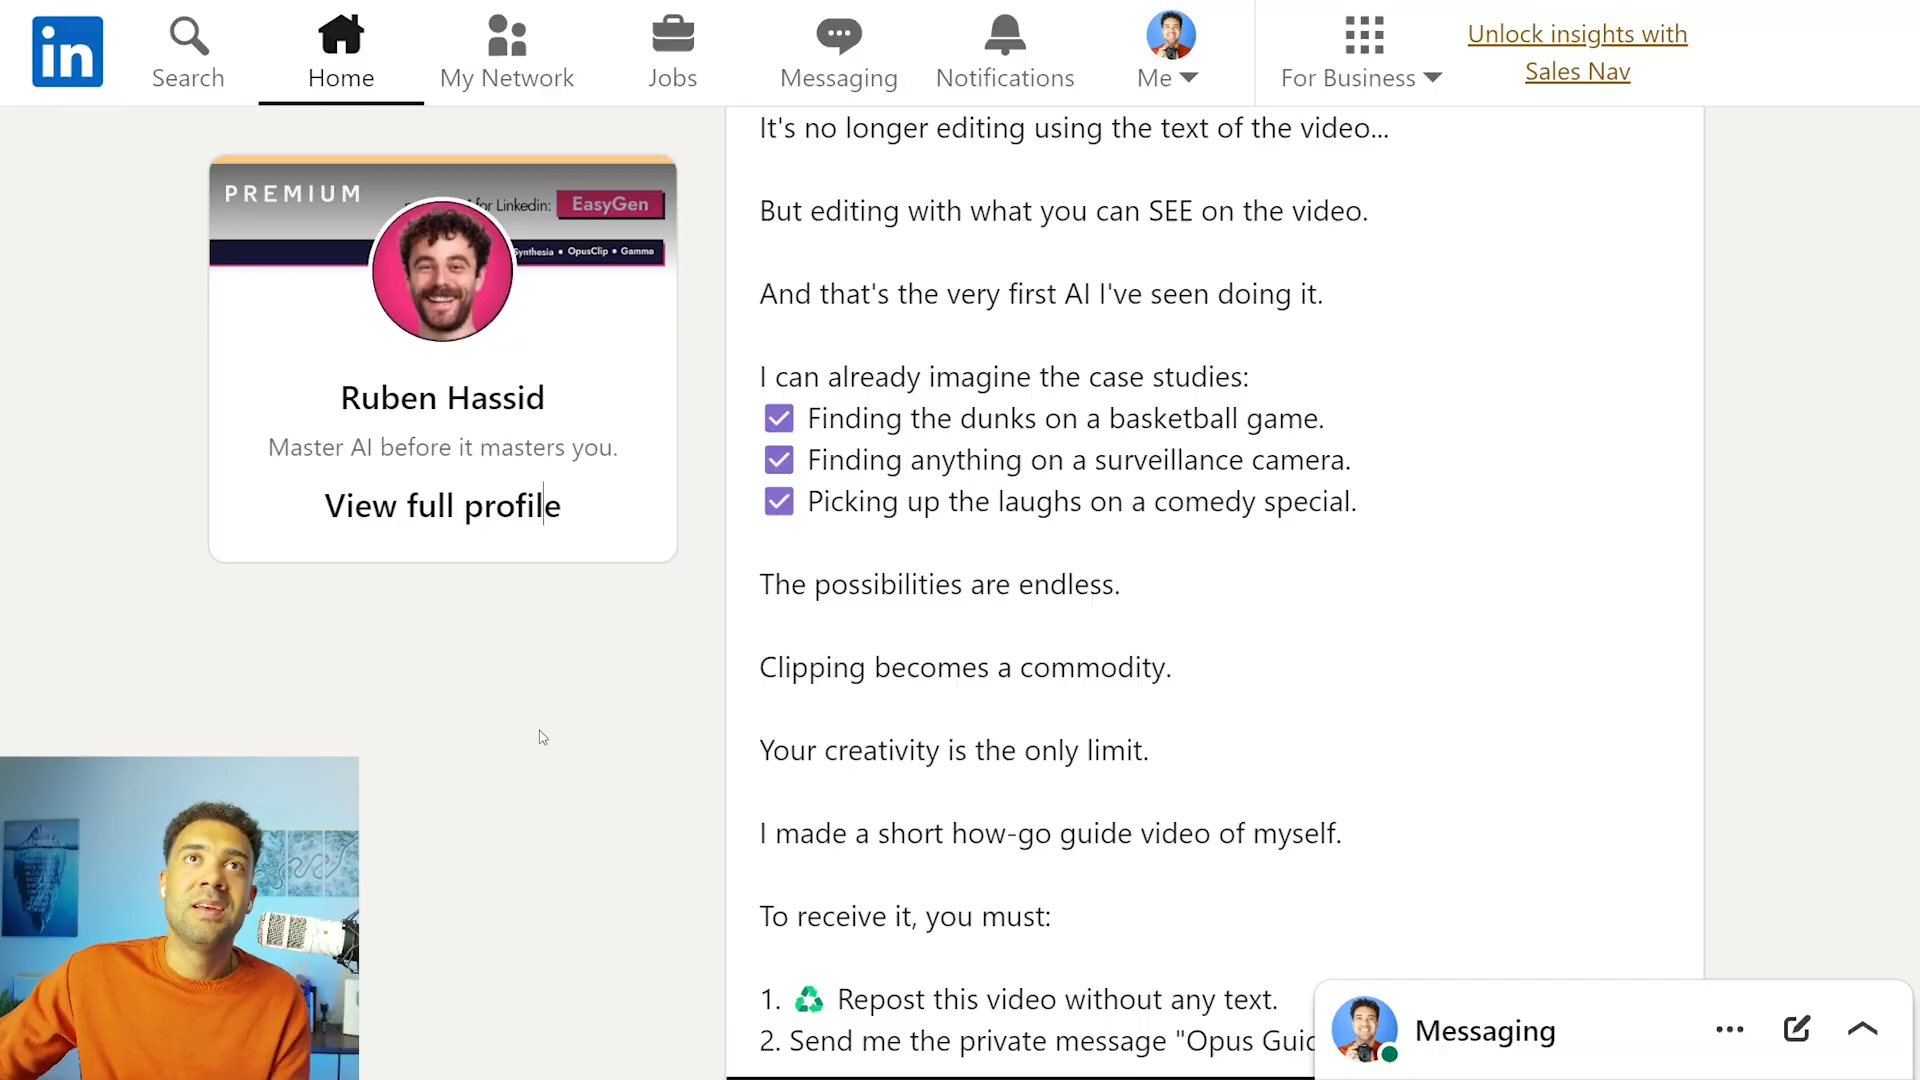 in
Search
Home
My Network
Jobs
Messaging
Notifications
Me
For Business
Unlock insights with
Sales Nav
PREMIUM
for Linkedin: EasyGen
Synthesia • OpusClip • Gamma
Ruben Hassid
Master AI before it masters you.
View full profile
It's no longer editing using the text of the video...
But editing with what you can SEE on the video.
And that's the very first AI I've seen doing it.
I can already imagine the case studies:
✅ Finding the dunks on a basketball game.
✅ Finding anything on a surveillance camera.
✅ Picking up the laughs on a comedy special.
The possibilities are endless.
Clipping becomes a commodity.
Your creativity is the only limit.
I made a short how-go guide video of myself.
To receive it, you must:
1. ♻️ Repost this video without any text.
2. Send me the private message "Opus Guid
Messaging